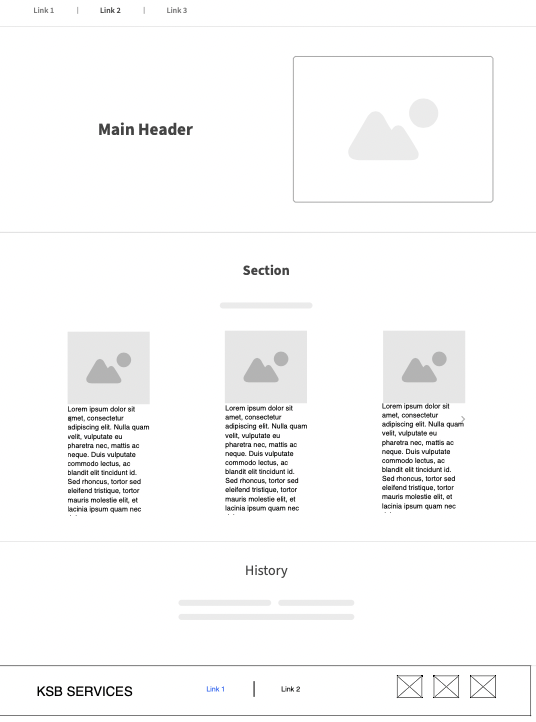 Link 1 | Link 2 | Link 3
Main Header
Section
Lorem ipsum dolor sit
amet, consectetur
adipiscing elit. Nulla quam
velit, vulputate eu
pharetra nec, mattis ac
neque. Duis vulputate
commodo lectus, ac
blandit elit tincidunt id.
Sed rhoncus, tortor sed
eleifend tristique, tortor
mauris molestie elit, et
lacinia ipsum quam nec
Lorem ipsum dolor sit
amet, consectetur
adipiscing elit. Nulla quam
velit, vulputate eu
pharetra nec, mattis ac
neque. Duis vulputate
commodo lectus, ac
blandit elit tincidunt id.
Sed rhoncus, tortor sed
eleifend tristique, tortor
mauris molestie elit, et
lacinia ipsum quam nec
Lorem ipsum dolor sit
amet, consectetur
adipiscing elit. Nulla quam
velit, vulputate eu
pharetra nec, mattis ac
neque. Duis vulputate
commodo lectus, ac
blandit elit tincidunt id.
Sed rhoncus, tortor sed
eleifend tristique, tortor
mauris molestie elit, et
lacinia ipsum quam nec
History
KSB SERVICES
Link 1 | Link 2